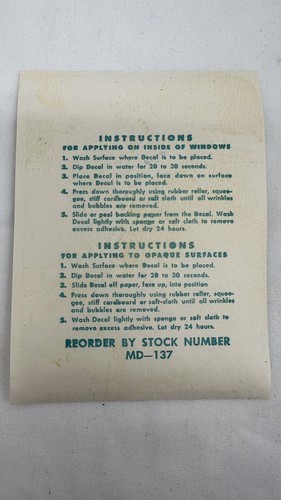 INSTRUCTIONS
FOR APPLYING ON INSIDE OF WINDOWS
1. Wash Surface where Decal is to be placed.
2. Dip Decal in water for 20 to 30 seconds.
3. Place Decal in position, face down on surface
where Decal is to be placed.
4. Press down thoroughly using rubber roller, squee-
gee, stiff cardboard or soft-cloth until all wrinkles
and bubbles are removed.
5. Slide or peel backing paper from the Decal. Wash
Decal lightly with sponge or soft cloth to remove
excess adhesive. Let dry 24 hours.
INSTRUCTIONS
FOR APPLYING TO OPAQUE SURFACES
1. Wash Surface where Decal is to be placed.
2. Dip Decal in water for 20 to 30 seconds.
3. Slide Decal off paper, face up, into position
4. Press down thoroughly using rubber roller, squee-
gee, stiff cardboard or soft-cloth until all wrinkles
and bubbles are removed.
5. Wash Decal lightly with sponge or soft cloth to
remove excess adhesive. Let dry 24 hours.
REORDER BY STOCK NUMBER
MD—137